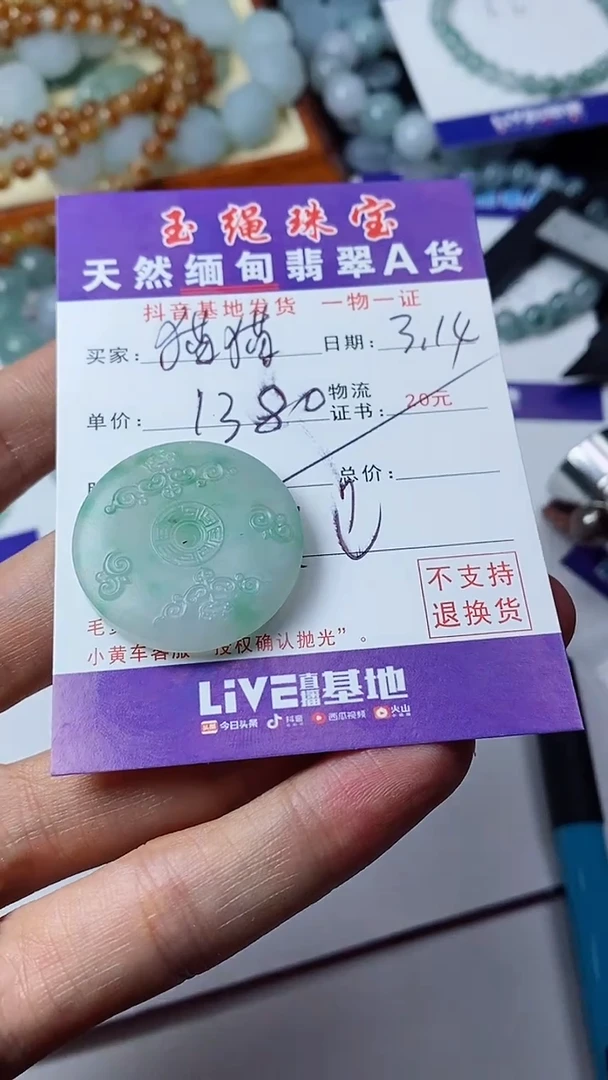 玉绳珠宝
天然缅甸翡翠A货
抖音基地发货 一物一证
买家: 猫猫 日期: 3.14
单价: 1380 物流证书: 20元
总价:
不支持
退换货
小黄车客服“授权确认抛光”。
LiVE直播基地
今日头条 抖音 西瓜视频 火山